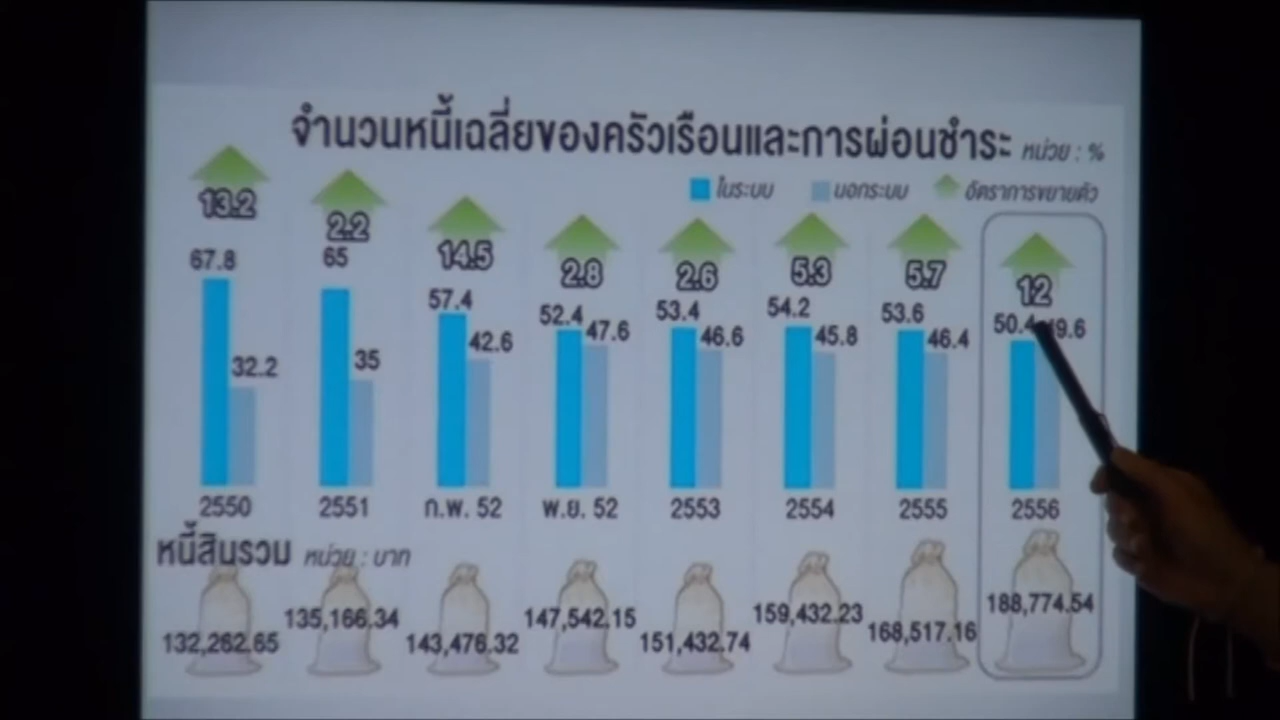 จำนวนหนี้เฉลี่ยของครัวเรือนและการผ่อนชำระ หน่วย : %
ในระบบ นอกระบบ อัตราการขยายตัว
13.2 2.2 14.5 2.8 2.6 5.3 5.7 12
67.8 65 57.4 52.4 53.4 54.2 53.6 50.4
32.2 35 42.6 47.6 46.6 45.8 46.4 49.6
2550 2551 ก.พ. 52 พ.ย. 52 2553 2554 2555 2556
หนี้สินรวม หน่วย : บาท
132,262.65 135,166.34 143,476.32 147,542.15 151,432.74 159,432.23 168,517.16 188,774.54